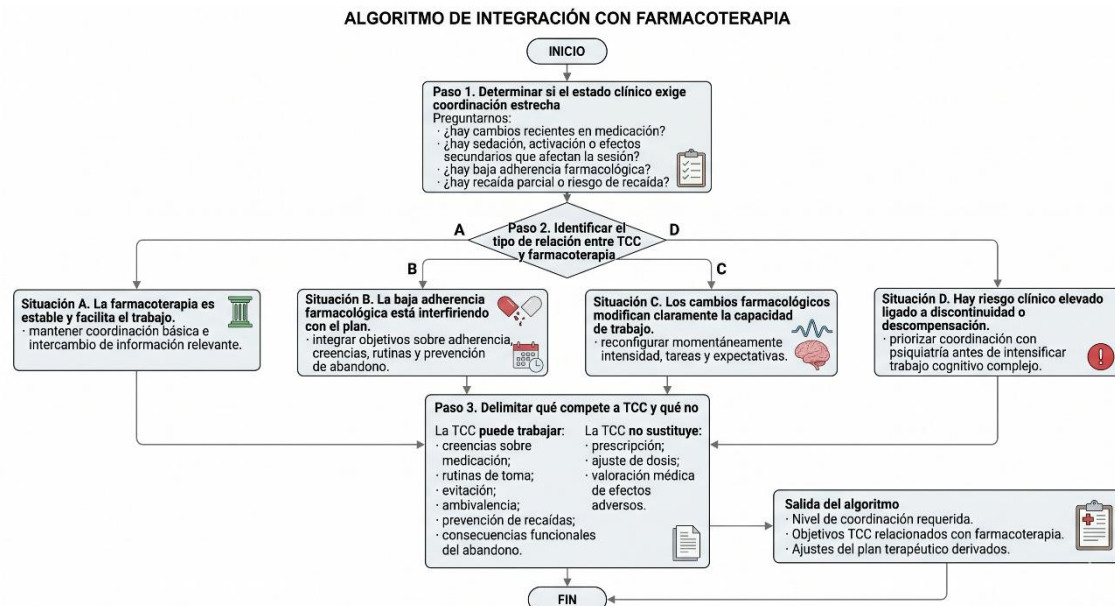 ALGORITMO DE INTEGRACIÓN CON FARMACOTERAPIA
INICIO
Paso 1. Determinar si el estado clínico exige
coordinación estrecha
Preguntarnos:
· ¿hay cambios recientes en medicación?
· ¿hay sedación, activación o efectos
secundarios que afectan la sesión?
· ¿hay baja adherencia farmacológica?
· ¿hay recaída parcial o riesgo de recaída?
Paso 2. Identificar el
tipo de relación entre TCC
y farmacoterapia
A
B
C
D
Situación A. La farmacoterapia es
estable y facilita el trabajo.
· mantener coordinación básica e
intercambio de información relevante.
Situación B. La baja adherencia
farmacológica está interfiriendo
con el plan.
· integrar objetivos sobre adherencia,
creencias, rutinas y prevención
de abandono.
Situación C. Los cambios farmacológicos
modifican claramente la capacidad
de trabajo.
· reconfigurar momentáneamente
intensidad, tareas y expectativas.
Situación D. Hay riesgo clínico elevado
ligado a discontinuidad o
descompensación.
· priorizar coordinación con
psiquiatría antes de intensificar
trabajo cognitivo complejo.
Paso 3. Delimitar qué compete a TCC y qué no
La TCC puede trabajar:
· creencias sobre
medicación;
· rutinas de toma;
· evitación;
· ambivalencia;
· prevención de recaídas;
· consecuencias funcionales
del abandono.
La TCC no sustituye:
· prescripción;
· ajuste de dosis;
· valoración médica
de efectos
adversos.
Salida del algoritmo
· Nivel de coordinación requerida.
· Objetivos TCC relacionados con farmacoterapia.
· Ajustes del plan terapéutico derivados.
FIN